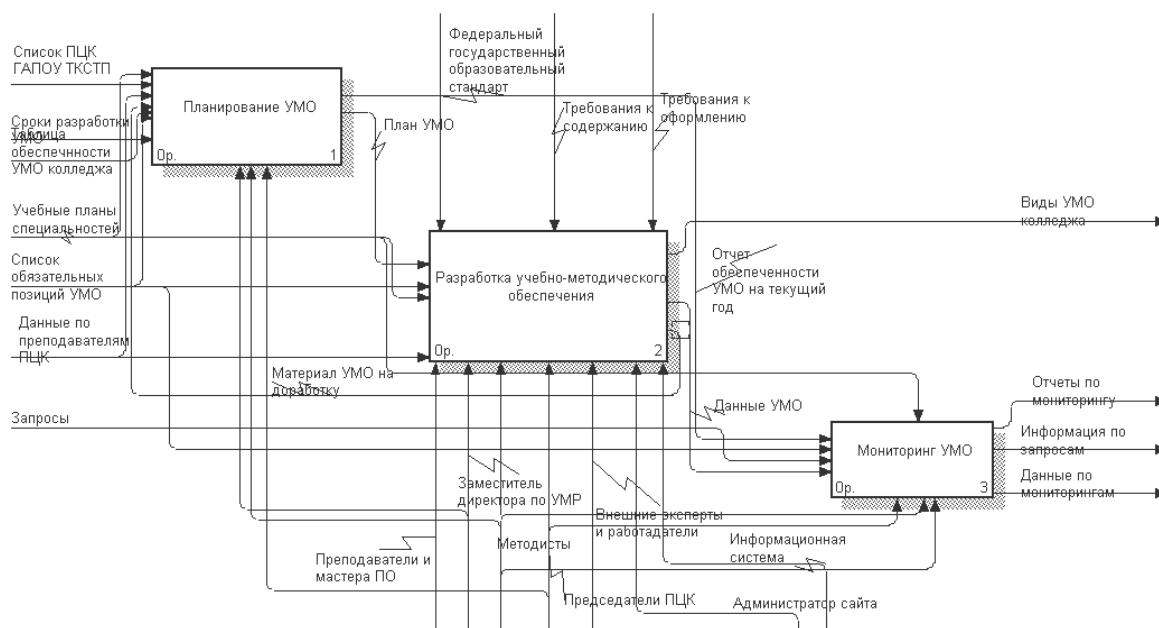 Список ПЦК
ГАПОУ ТКСТП
Планирование УМО
0р.
1
Сроки разработки
УМО
Таблица
обеспечнности
УМО колледжа
План УМО
Федеральный
государственный
образовательный
стандарт
Требования к
содержанию
Требования к
оформлению
Учебные планы
специальностей
Список
обязательных
позиций УМО
Данные по
преподавателям
ПЦК
Разработка учебно-методического
обеспечения
0р.
2
Отчет
обеспеченности
УМО на текущий
год
Виды УМО
колледжа
Материал УМО на
доработку
Запросы
Данные УМО
Мониторинг УМО
0р.
3
Отчеты по
мониторингу
Информация по
запросам
Данные по
мониторингам
Заместитель
директора по УМР
Внешние эксперты
и работадатели
Методисты
Информационная
система
Преподаватели и
мастера ПО
Председатели ПЦК
Администратор сайта